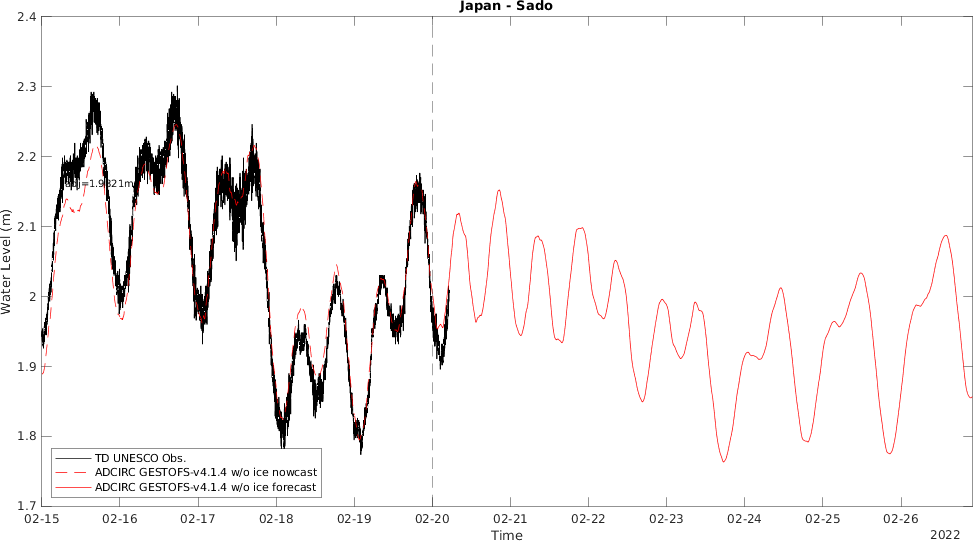 Japan - Sado
2.4
2.3
2.2
2.1
2
1.9
1.8
1.7
Water Level (m)
TD UNESCO Obs.
ADCIRC GESTOFS-v4.1.4 w/o ice nowcast
ADCIRC GESTOFS-v4.1.4 w/o ice forecast
02-15 02-16 02-17 02-18 02-19 02-20 02-21 02-22 02-23 02-24 02-25 02-26
Time
2022